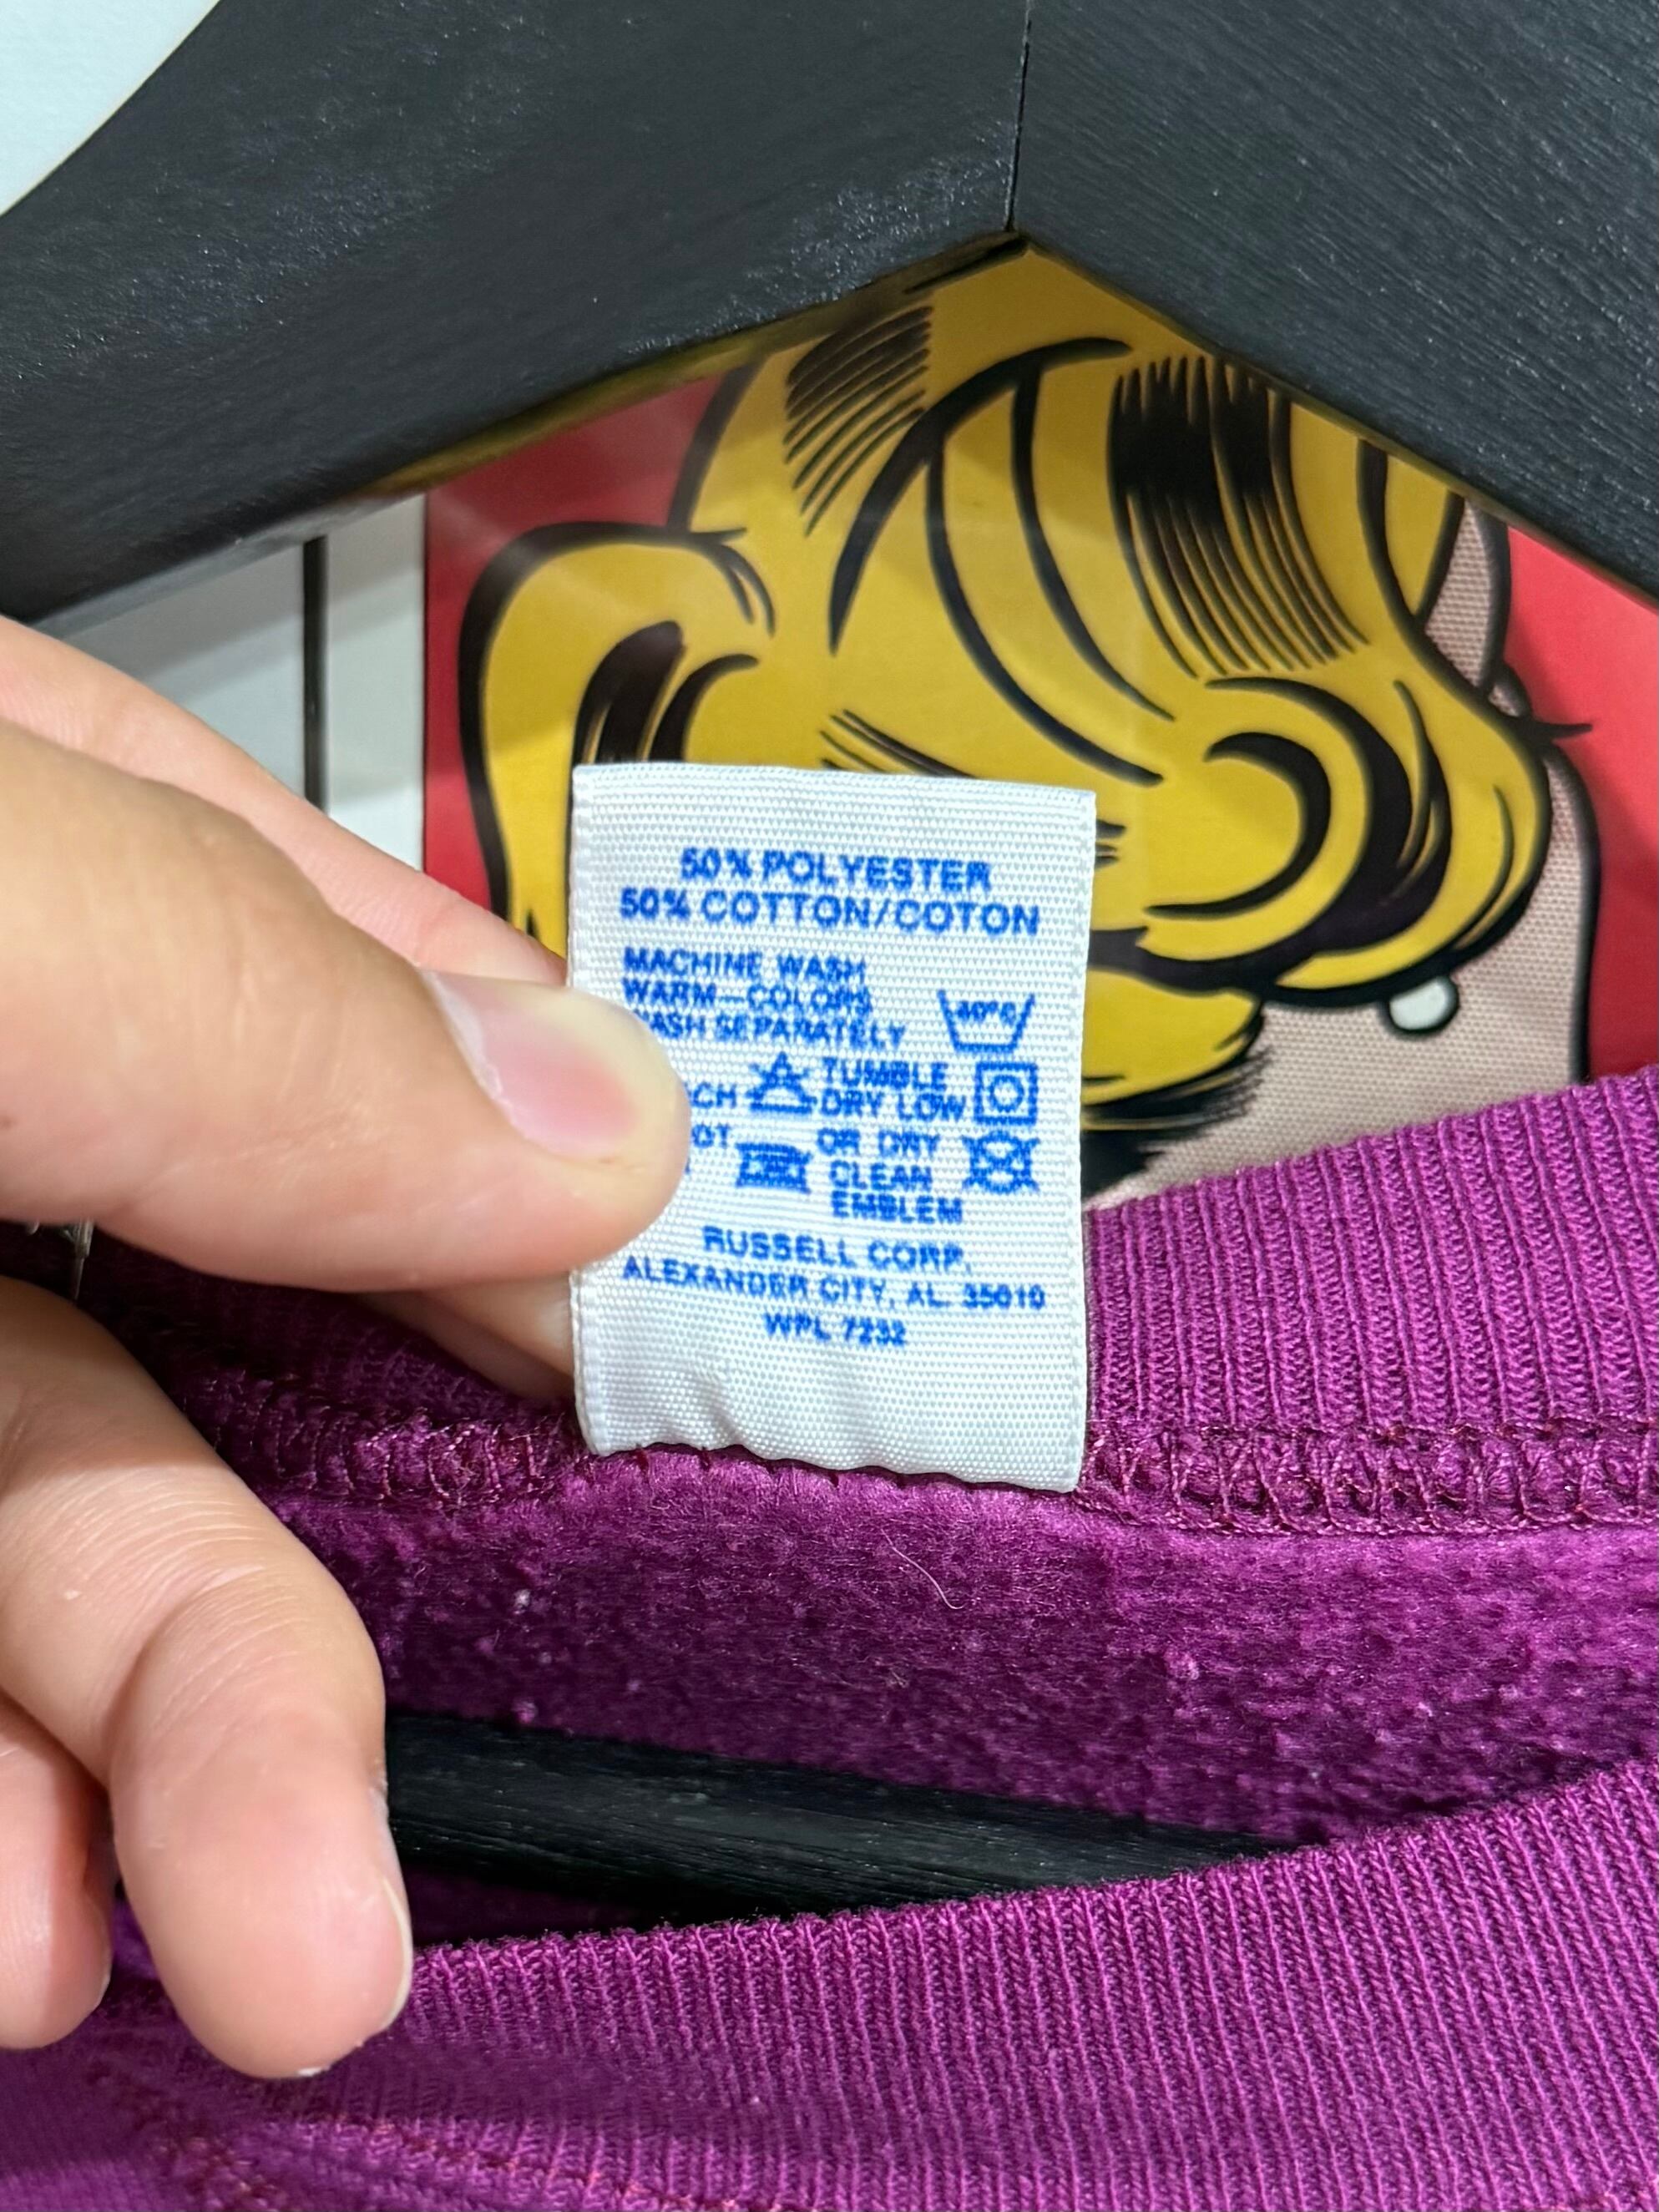 50% POLYESTER
50% COTTON/COTON
MACHINE WASH
WARM—COLORS
WASH SEPARATELY
40°C
TUMBLE
DRY LOW
OR DRY
CLEAN
EMBLEM
RUSSELL CORP.
ALEXANDER CITY, AL. 35010
WPL 7232